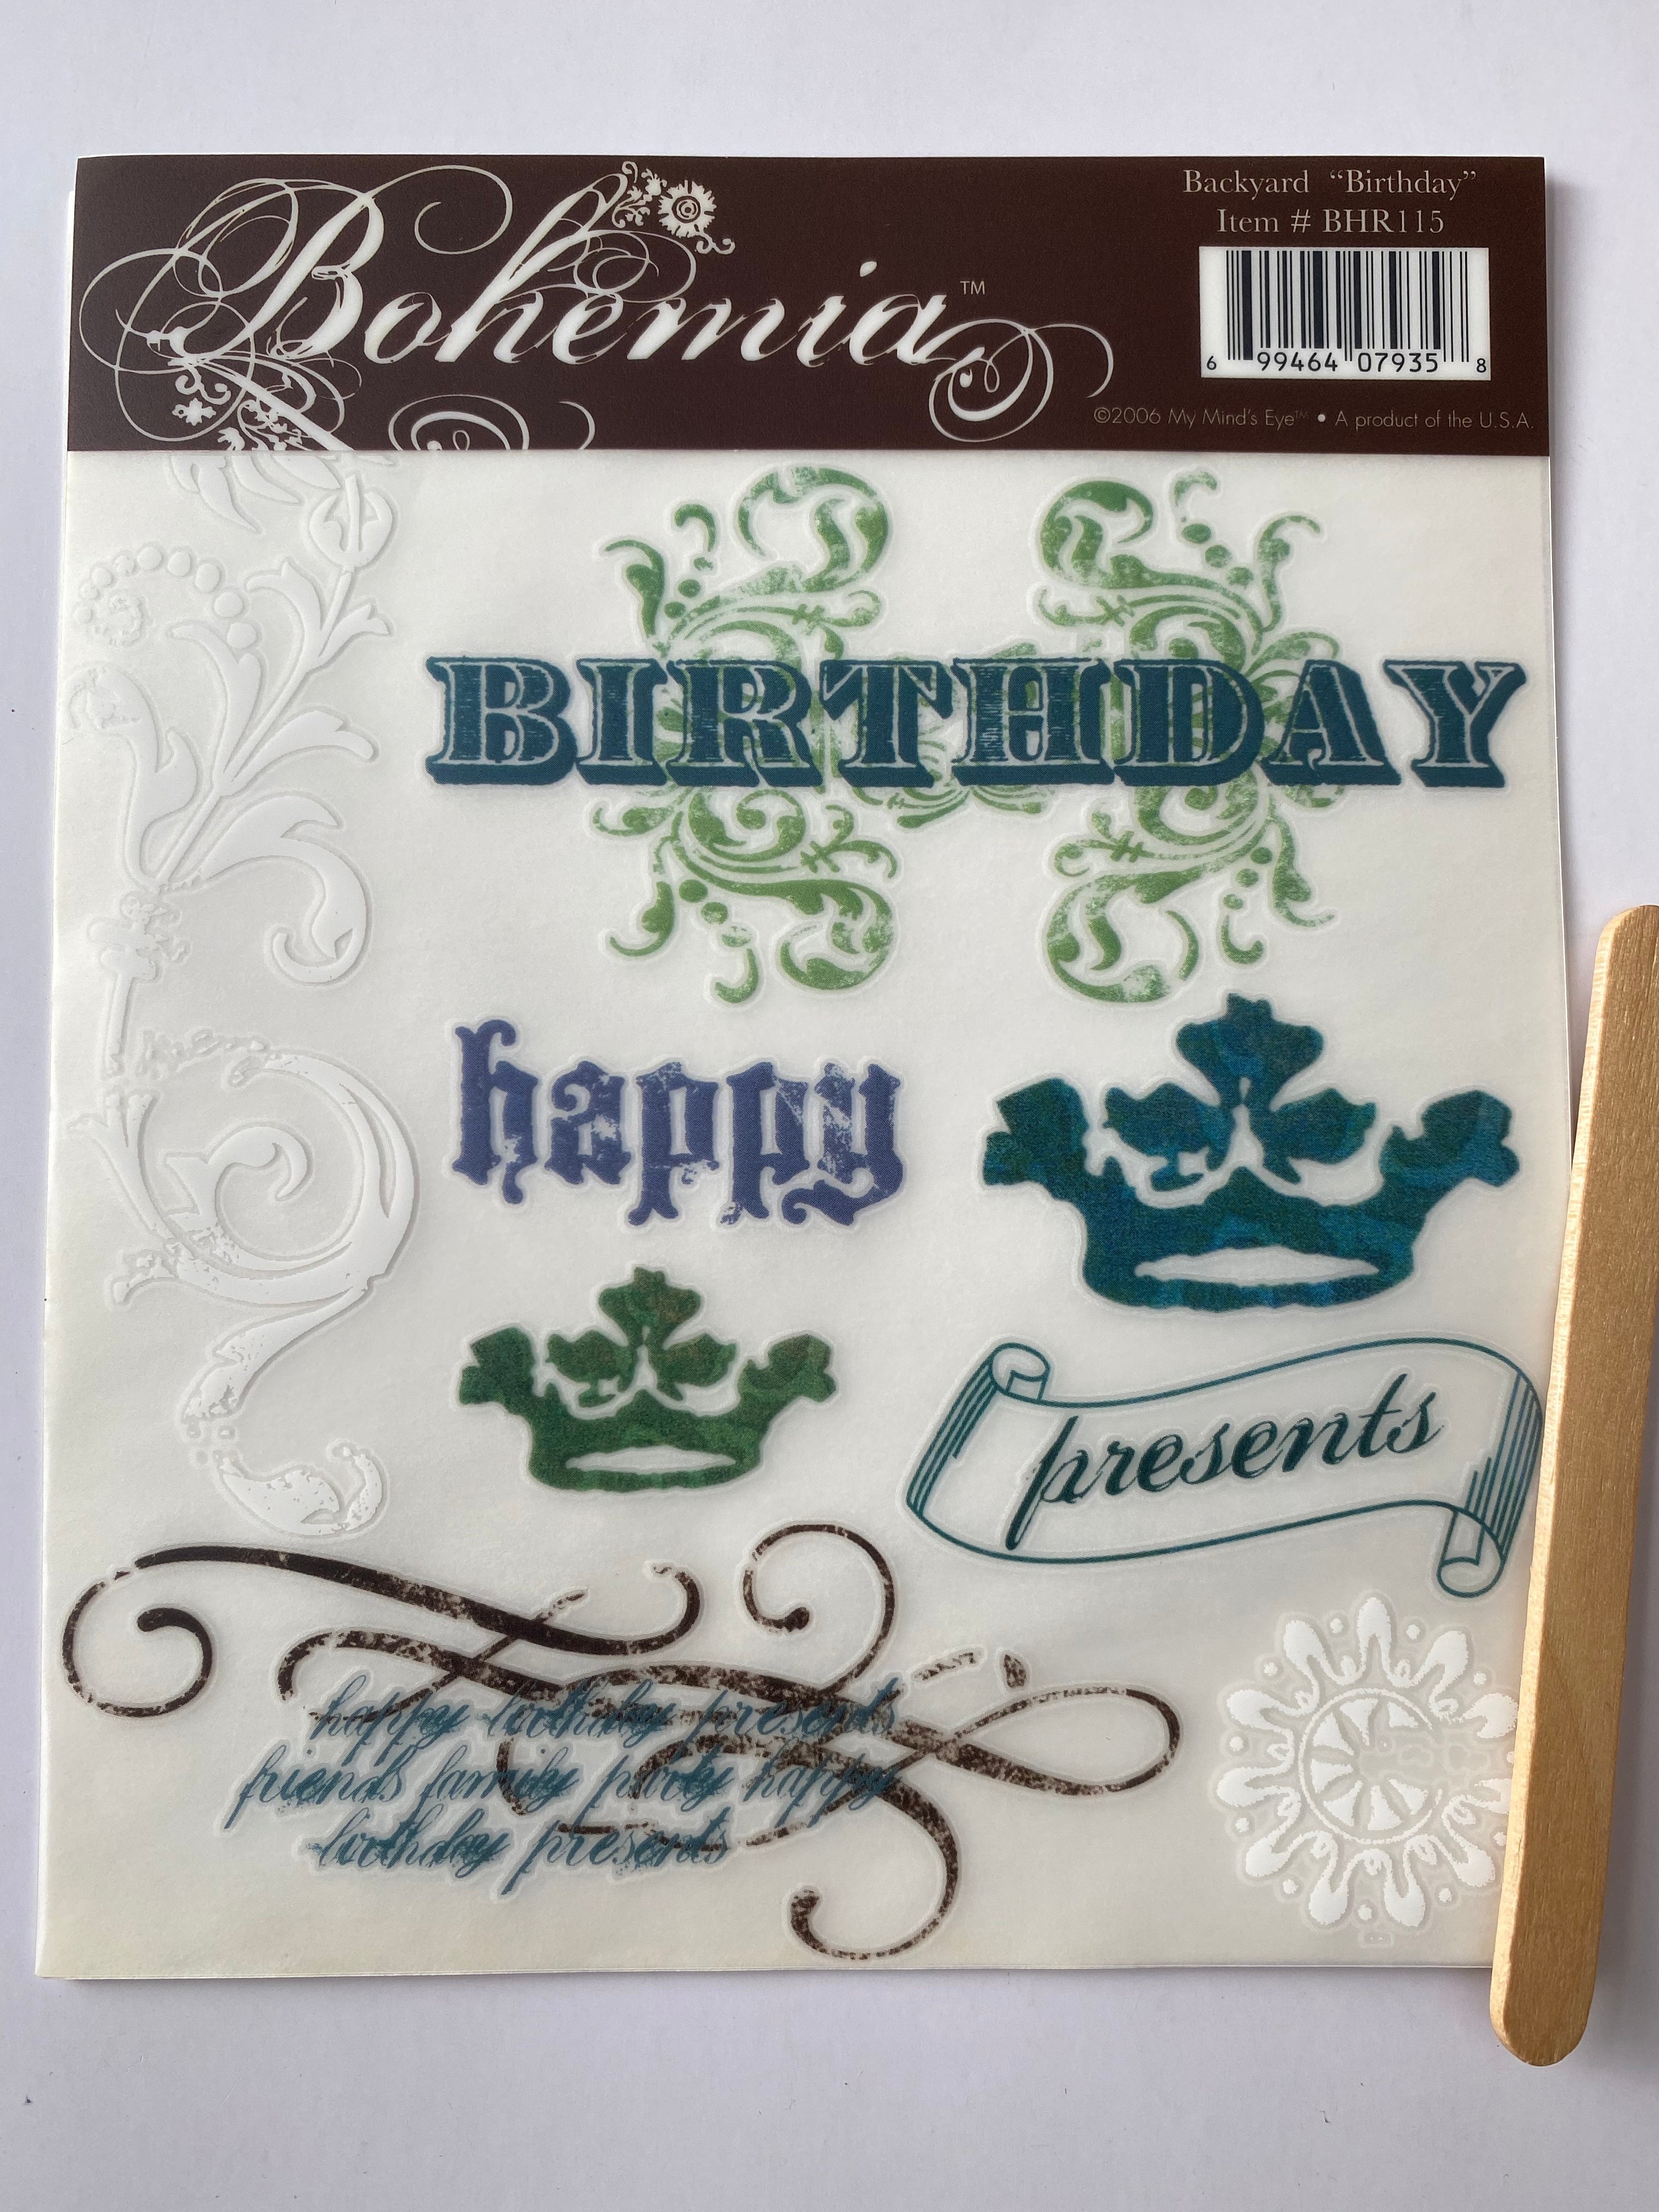 Bohemia™
Backyard “Birthday”
Item # BHR115
6 99464 07935 8
©2006 My Mind's Eye™ • A product of the U.S.A.
BIRTHDAY
happy
presents
happy birthday presents
friends family party happy
birthday presents